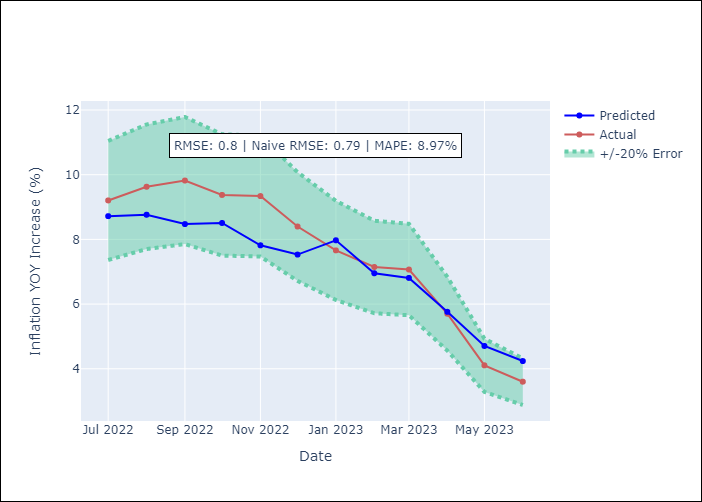 RMSE: 0.8 | Naive RMSE: 0.79 | MAPE: 8.97%
Predicted
Actual
+/-20% Error
Inflation YOY Increase (%)
12
10
8
6
4
Jul 2022 Sep 2022 Nov 2022 Jan 2023 Mar 2023 May 2023
Date